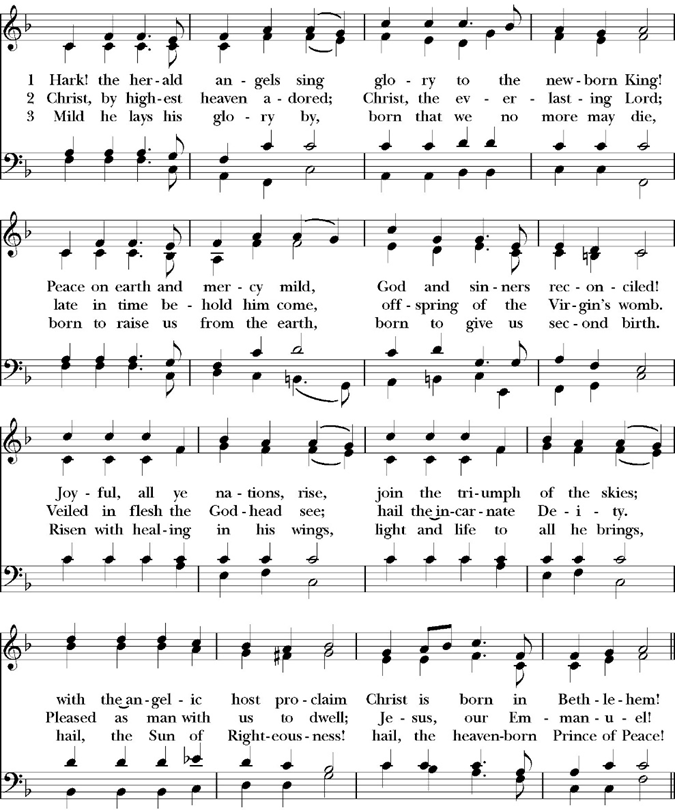 1 Hark! the her-ald an-gels sing glo-ry to the new-born King!
2 Christ, by high-est heaven a-dored; Christ, the ev-er-last-ing Lord;
3 Mild he lays his glo-ry by, born that we no more may die,
Peace on earth and mer-cy mild, God and sin-ners rec-on-ciled!
late in time be-hold him come, off-spring of the Vir-gin's womb.
born to raise us from the earth, born to give us sec-ond birth.
Joy-ful, all ye na-tions, rise, join the tri-umph of the skies;
Veiled in flesh the God-head see; hail the in-car-nate De-i-ty.
Risen with heal-ing in his wings, light and life to all he brings,
with the an-gel-ic host pro-claim Christ is born in Beth-le-hem!
Pleased as man with us to dwell; Je-sus, our Em-man-u-el!
hail, the Sun of Right-eous-ness! hail, the heaven-born Prince of Peace!